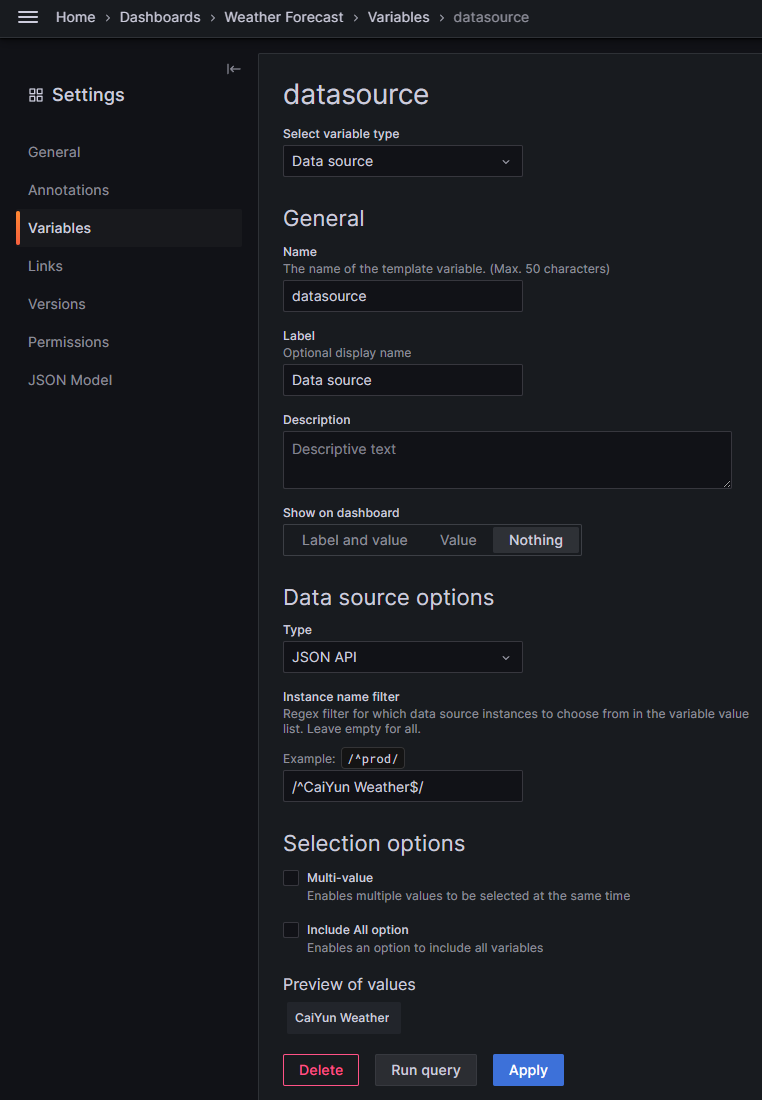 Home › Dashboards › Weather Forecast › Variables › datasource
Settings
General
Annotations
Variables
Links
Versions
Permissions
JSON Model
datasource
Select variable type
Data source
General
Name
The name of the template variable. (Max. 50 characters)
datasource
Label
Optional display name
Data source
Description
Descriptive text
Show on dashboard
Label and value Value Nothing
Data source options
Type
JSON API
Instance name filter
Regex filter for which data source instances to choose from in the variable value
list. Leave empty for all.
Example: /^prod/
/^CaiYun Weather$/
Selection options
Multi-value
Enables multiple values to be selected at the same time
Include All option
Enables an option to include all variables
Preview of values
CaiYun Weather
Delete Run query Apply